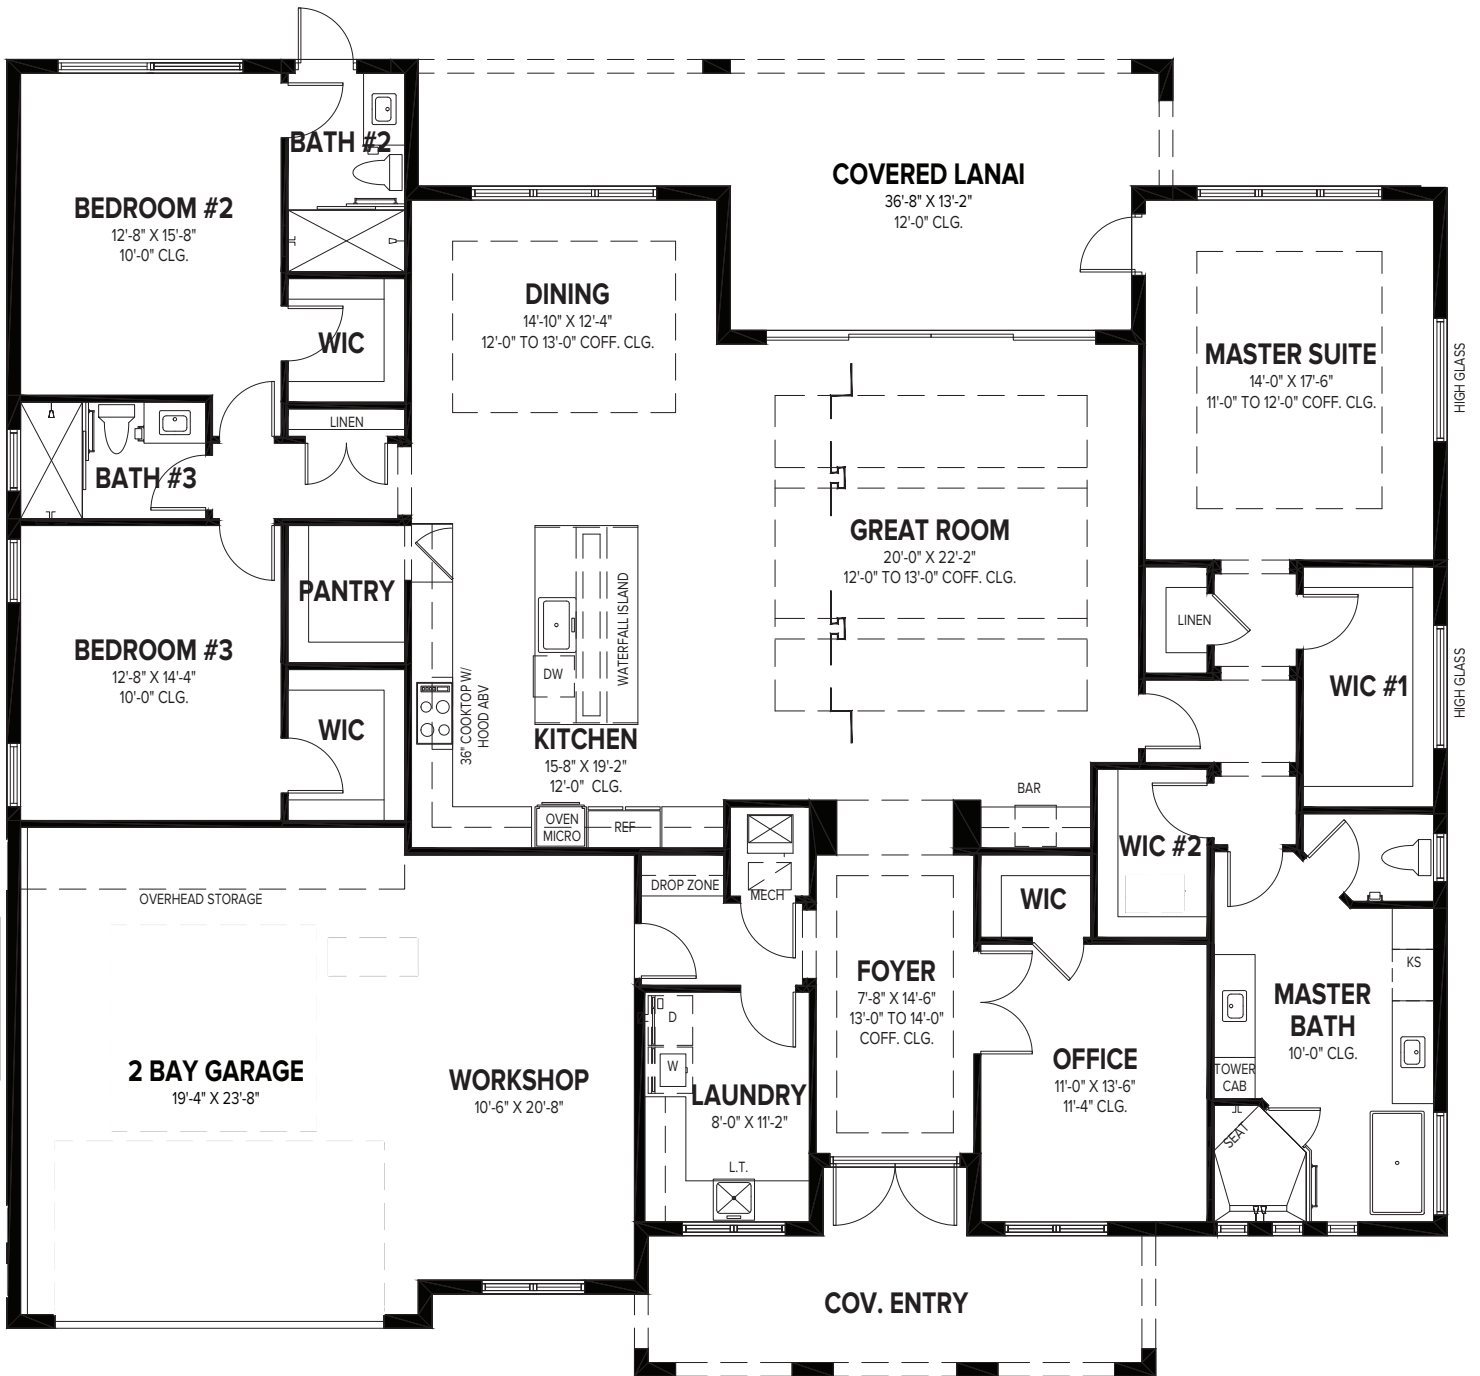 BATH #2
BEDROOM #2
12'-8" X 15'-8"
10'-0" CLG.
COVERED LANAI
36'-8" X 13'-2"
12'-0" CLG.
DINING
14'-10" X 12'-4"
12'-0" TO 13'-0" COFF. CLG.
WIC
MASTER SUITE
14'-0" X 17'-6"
11'-0" TO 12'-0" COFF. CLG.
HIGH GLASS
LINEN
BATH #3
GREAT ROOM
20'-0" X 22'-2"
12'-0" TO 13'-0" COFF. CLG.
PANTRY
WATERFALL ISLAND
LINEN
BEDROOM #3
12'-8" X 14'-4"
10'-0" CLG.
DW
WIC #1
HIGH GLASS
WIC
36" COOKTOP W/
HOOD ABV
KITCHEN
15-8" X 19'-2"
12'-0" CLG.
BAR
OVEN
MICRO
REF
WIC #2
OVERHEAD STORAGE
DROP ZONE
MECH
WIC
FOYER
7'-8" X 14'-6"
13'-0" TO 14'-0"
COFF. CLG.
KS
MASTER
BATH
10'-0" CLG.
D
W
2 BAY GARAGE
19'-4" X 23'-8"
WORKSHOP
10'-6" X 20'-8"
LAUNDRY
8'-0" X 11'-2"
OFFICE
11'-0" X 13'-6"
11'-4" CLG.
TOWER
CAB
SEAT
L.T.
COV. ENTRY